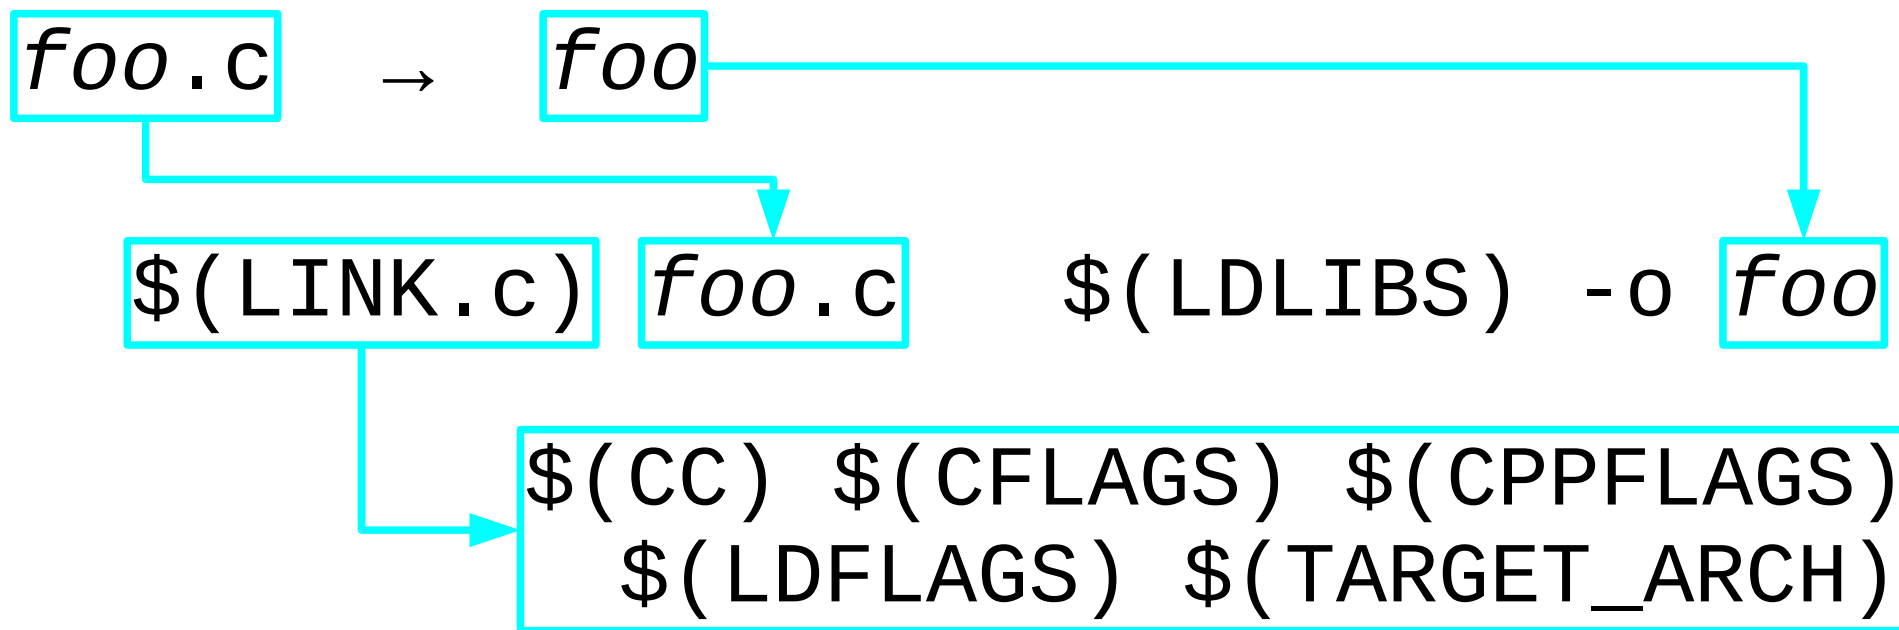 foo.c → foo
$(LINK.c) foo.c $(LDLIBS) -o foo
$(CC) $(CFLAGS) $(CPPFLAGS)
$(LDFLAGS) $(TARGET_ARCH)